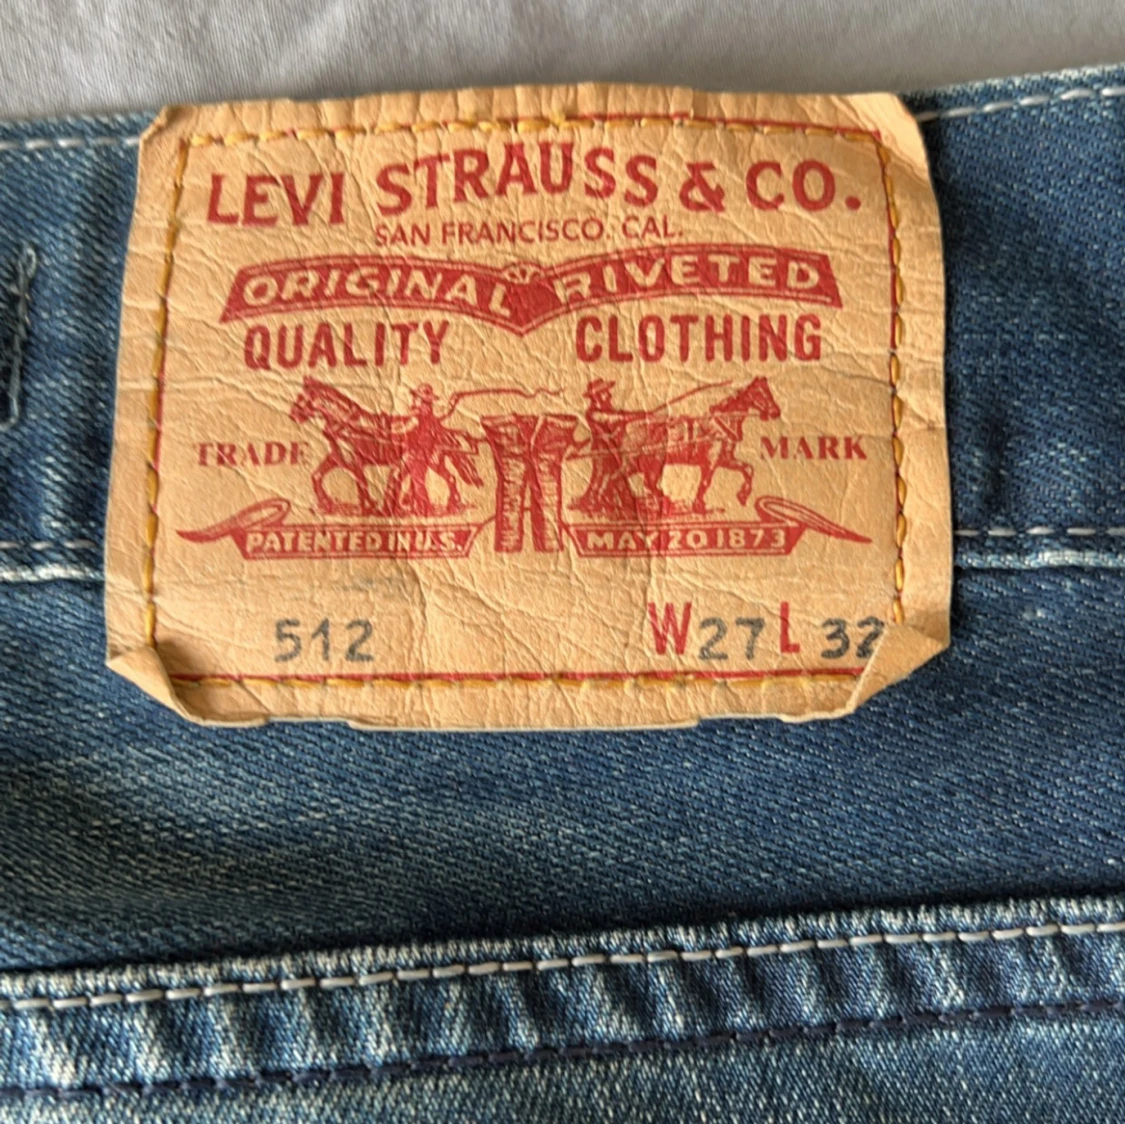 LEVI STRAUSS & CO.
SAN FRANCISCO. CAL.
ORIGINAL RIVETED
QUALITY CLOTHING
TRADE MARK
PATENTED IN U.S. MAY 20 1873
512 W27 L 32